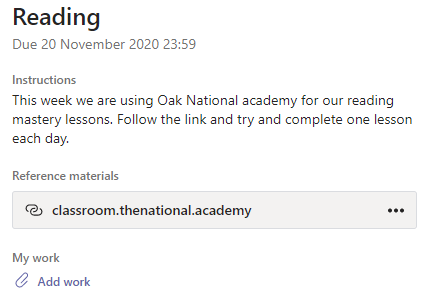 Reading
Due 20 November 2020 23:59
Instructions
This week we are using Oak National academy for our reading
mastery lessons. Follow the link and try and complete one lesson
each day.
Reference materials
classroom.thenational.academy
My work
Add work